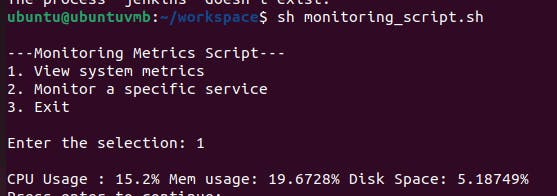 The process "jenkins" doesn't exist.
ubuntu@ubuntuvmb:~/workspace$ sh monitoring_script.sh
---Monitoring Metrics Script---
1. View system metrics
2. Monitor a specific service
3. Exit
Enter the selection: 1
CPU Usage : 15.2% Mem usage: 19.6728% Disk Space: 5.18749%
Press enter to continue: